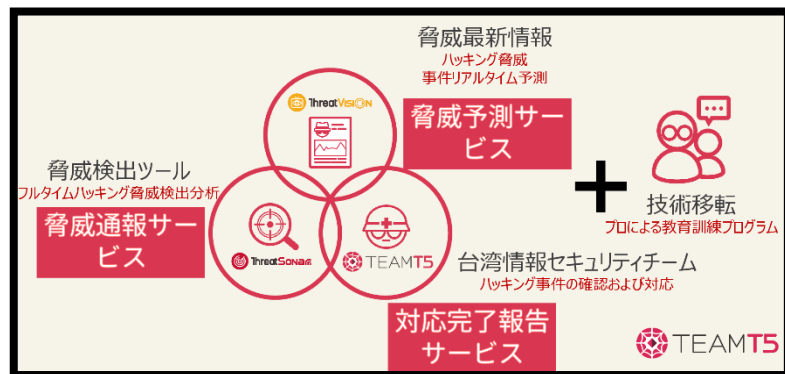 脅威最新情報
ハッキング脅威
事件リアルタイム予測
ThreatVISION
脅威予測サー
ビス
脅威検出ツール
フルタイムハッキング脅威検出分析
脅威通報サー
ビス
ThreatSonar
TEAMT5
技術移転
プロによる教育訓練プログラム
台湾情報セキュリティチーム
ハッキング事件の確認および対応
対応完了報告
サービス
TEAMT5